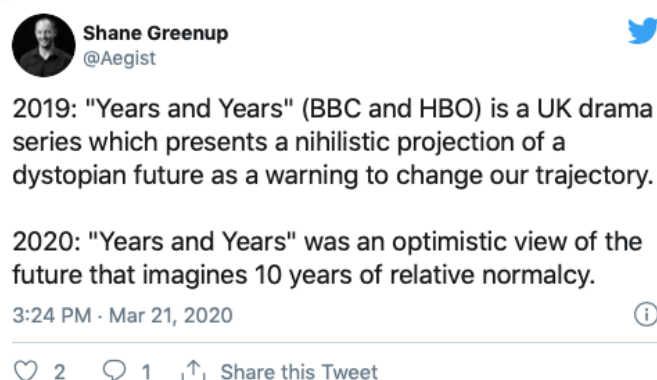 Shane Greenup
@Aegist
2019: "Years and Years" (BBC and HBO) is a UK drama
series which presents a nihilistic projection of a
dystopian future as a warning to change our trajectory.
2020: "Years and Years" was an optimistic view of the
future that imagines 10 years of relative normalcy.
3:24 PM · Mar 21, 2020
2 1 Share this Tweet